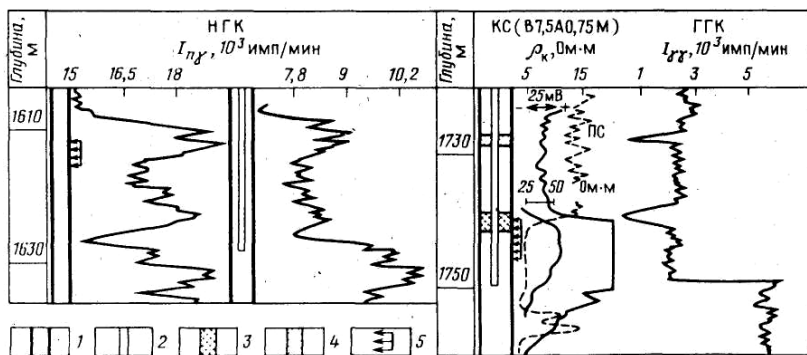 Глубина, м
НГК
Iпγ, 10³ имп/мин
15 16,5 18
7,8 9 10,2
1610
1630
Глубина, м
КС (В7,5А0,75М)
ρк, Ом·м
5 15
ГГК
Iγγ, 10³ имп/мин
1 3 5
25мВ
- +
ПС
1730
25 50 Ом·м
1750
1 2 3 4 5